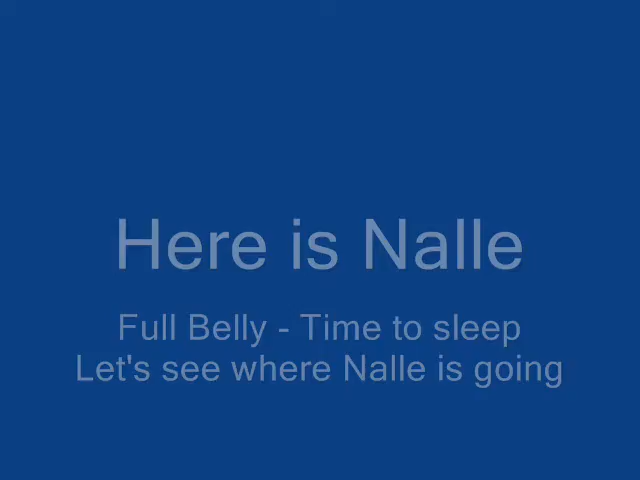 Here is Nalle
Full Belly - Time to sleep
Let's see where Nalle is going